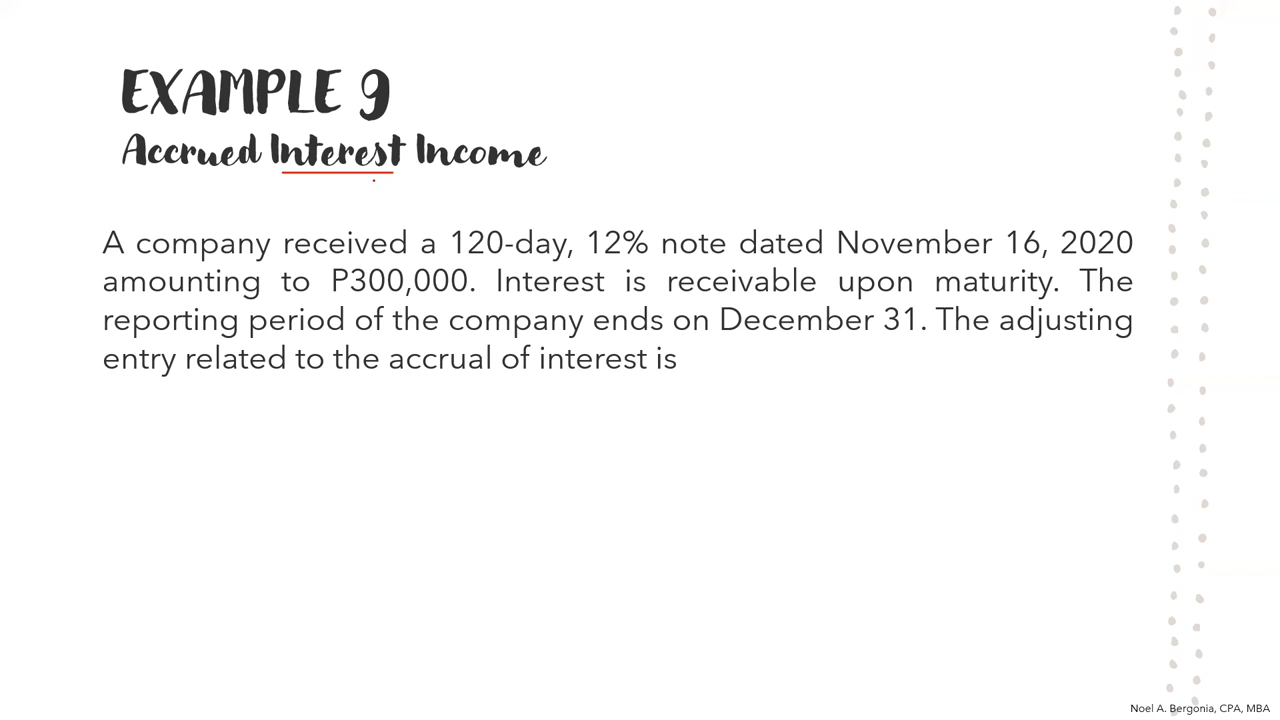 EXAMPLE 9
Accrued Interest Income
A company received a 120-day, 12% note dated November 16, 2020
amounting to P300,000. Interest is receivable upon maturity. The
reporting period of the company ends on December 31. The adjusting
entry related to the accrual of interest is
Noel A. Bergonia, CPA, MBA